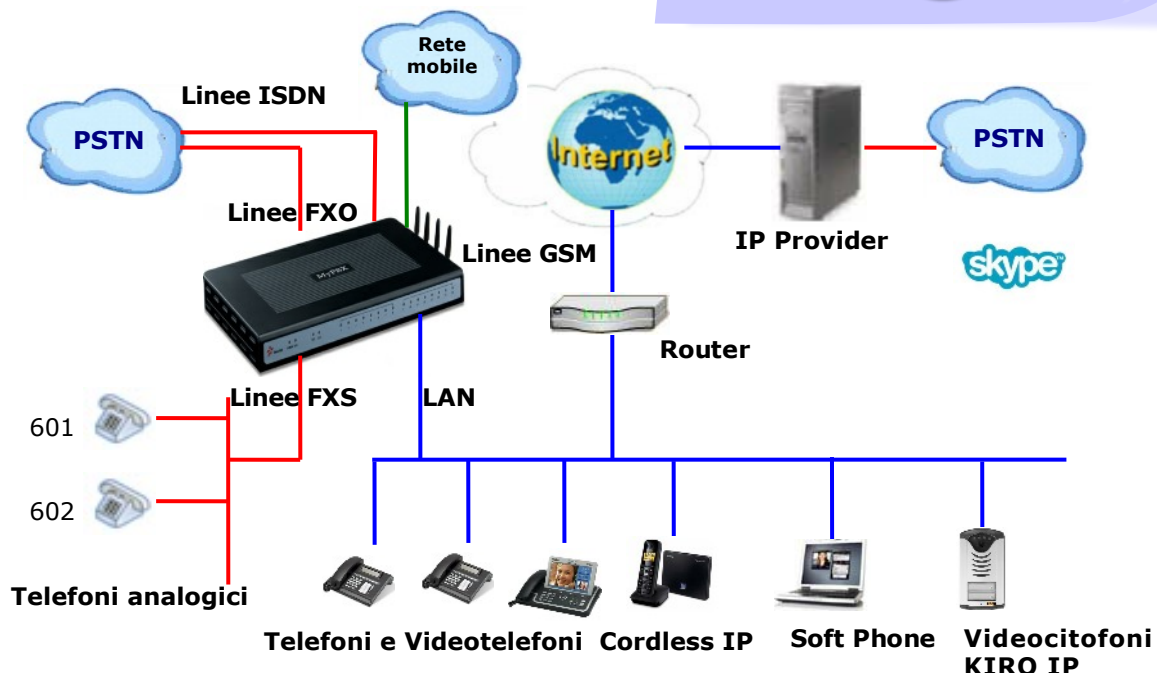 Rete
mobile
Linee ISDN
PSTN
Internet
PSTN
Linee FXO
IP Provider
Linee GSM
skype
MyPBX
Router
Linee FXS
LAN
601
602
Telefoni analogici
Telefoni e Videotelefoni
Cordless IP
Soft Phone
Videocitofoni
KIRO IP